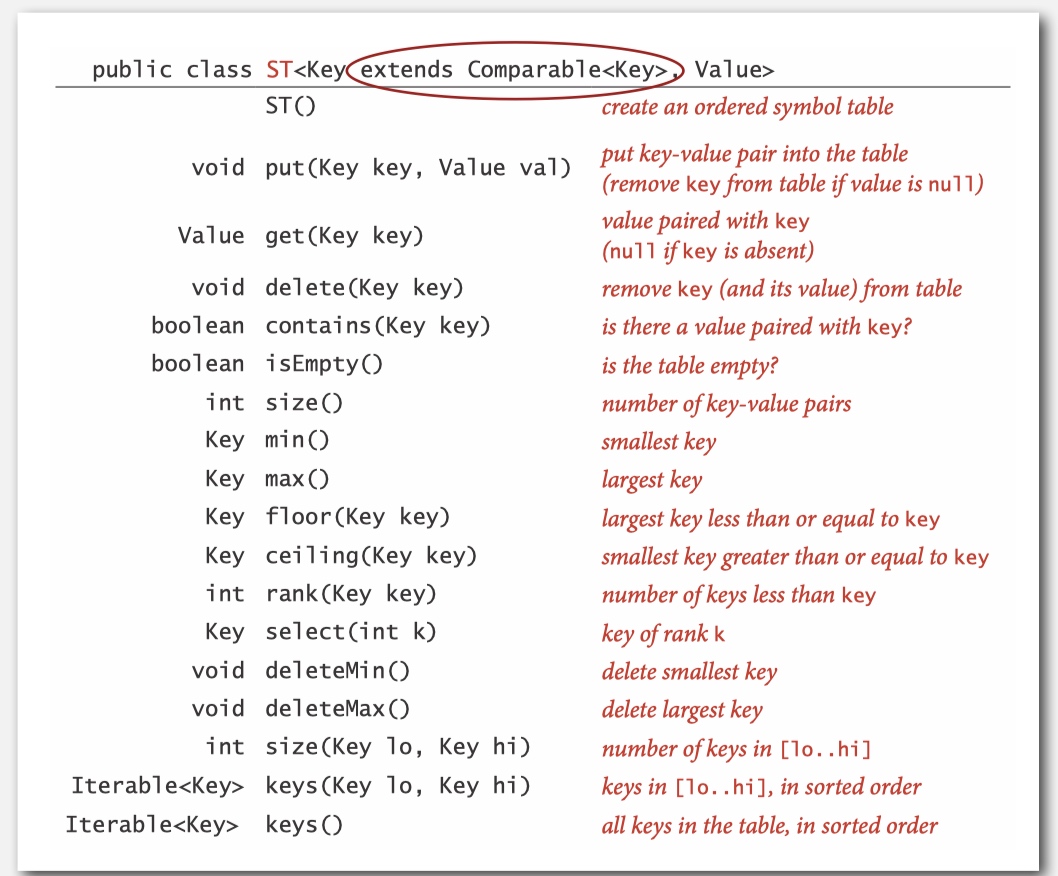 public class ST<Key extends Comparable<Key>, Value>
ST() create an ordered symbol table
void put(Key key, Value val) put key-value pair into the table
(remove key from table if value is null)
Value get(Key key) value paired with key
(null if key is absent)
void delete(Key key) remove key (and its value) from table
boolean contains(Key key) is there a value paired with key?
boolean isEmpty() is the table empty?
int size() number of key-value pairs
Key min() smallest key
Key max() largest key
Key floor(Key key) largest key less than or equal to key
Key ceiling(Key key) smallest key greater than or equal to key
int rank(Key key) number of keys less than key
Key select(int k) key of rank k
void deleteMin() delete smallest key
void deleteMax() delete largest key
int size(Key lo, Key hi) number of keys in [lo..hi]
Iterable<Key> keys(Key lo, Key hi) keys in [lo..hi], in sorted order
Iterable<Key> keys() all keys in the table, in sorted order